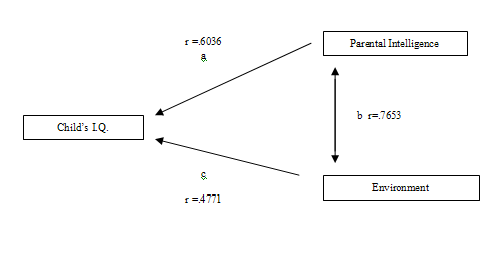 r =.6036
a
Parental Intelligence
b r=.7653
Child's I.Q.
c
r =.4771
Environment